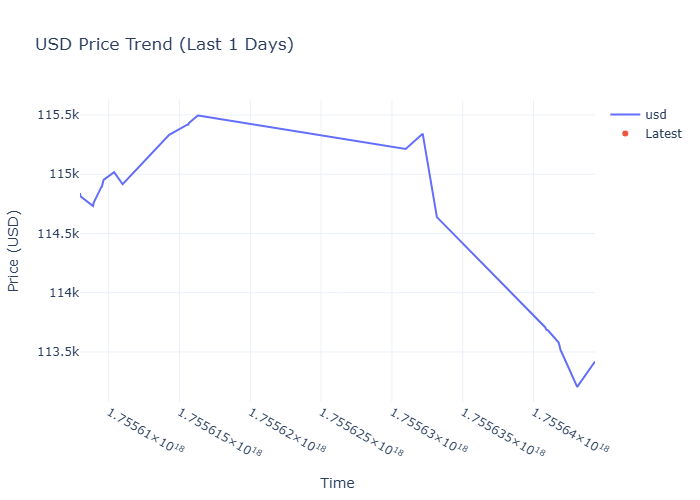 USD Price Trend (Last 1 Days)
usd
Latest
115.5k
115k
114.5k
114k
113.5k
Price (USD)
1.75561×10¹⁸
1.755615×10¹⁸
1.75562×10¹⁸
1.755625×10¹⁸
1.75563×10¹⁸
1.755635×10¹⁸
1.75564×10¹⁸
Time